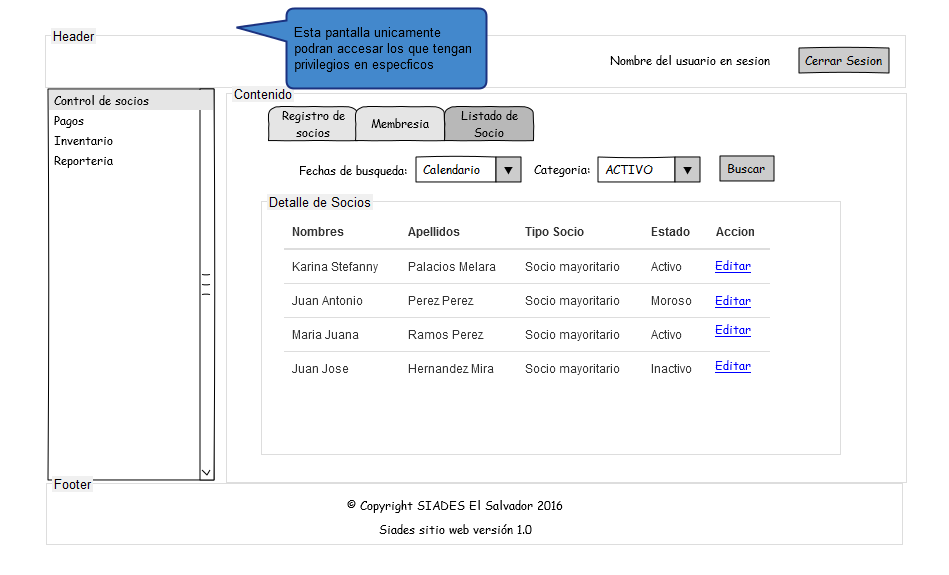 Esta pantalla unicamente
podran accesar los que tengan
privilegios en especficos
Header
Nombre del usuario en sesion
Cerrar Sesion
Control de socios
Pagos
Inventario
Reporteria
Contenido
Registro de
socios
Membresia
Listado de
Socio
Fechas de busqueda: Calendario Categoria: ACTIVO Buscar
Detalle de Socios
Nombres Apellidos Tipo Socio Estado Accion
Karina Stefanny Palacios Melara Socio mayoritario Activo Editar
Juan Antonio Perez Perez Socio mayoritario Moroso Editar
Maria Juana Ramos Perez Socio mayoritario Activo Editar
Juan Jose Hernandez Mira Socio mayoritario Inactivo Editar
Footer
© Copyright SIADES El Salvador 2016
Siades sitio web versión 1.0